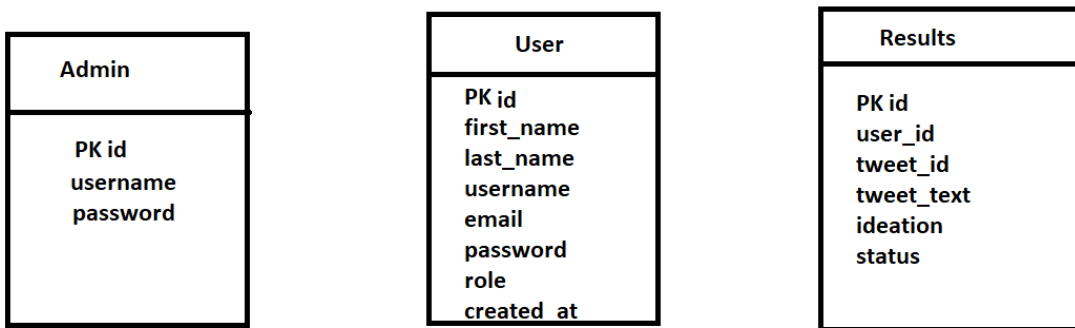 Admin
PK id
username
password
User
PK id
first_name
last_name
username
email
password
role
created_at
Results
PK id
user_id
tweet_id
tweet_text
ideation
status